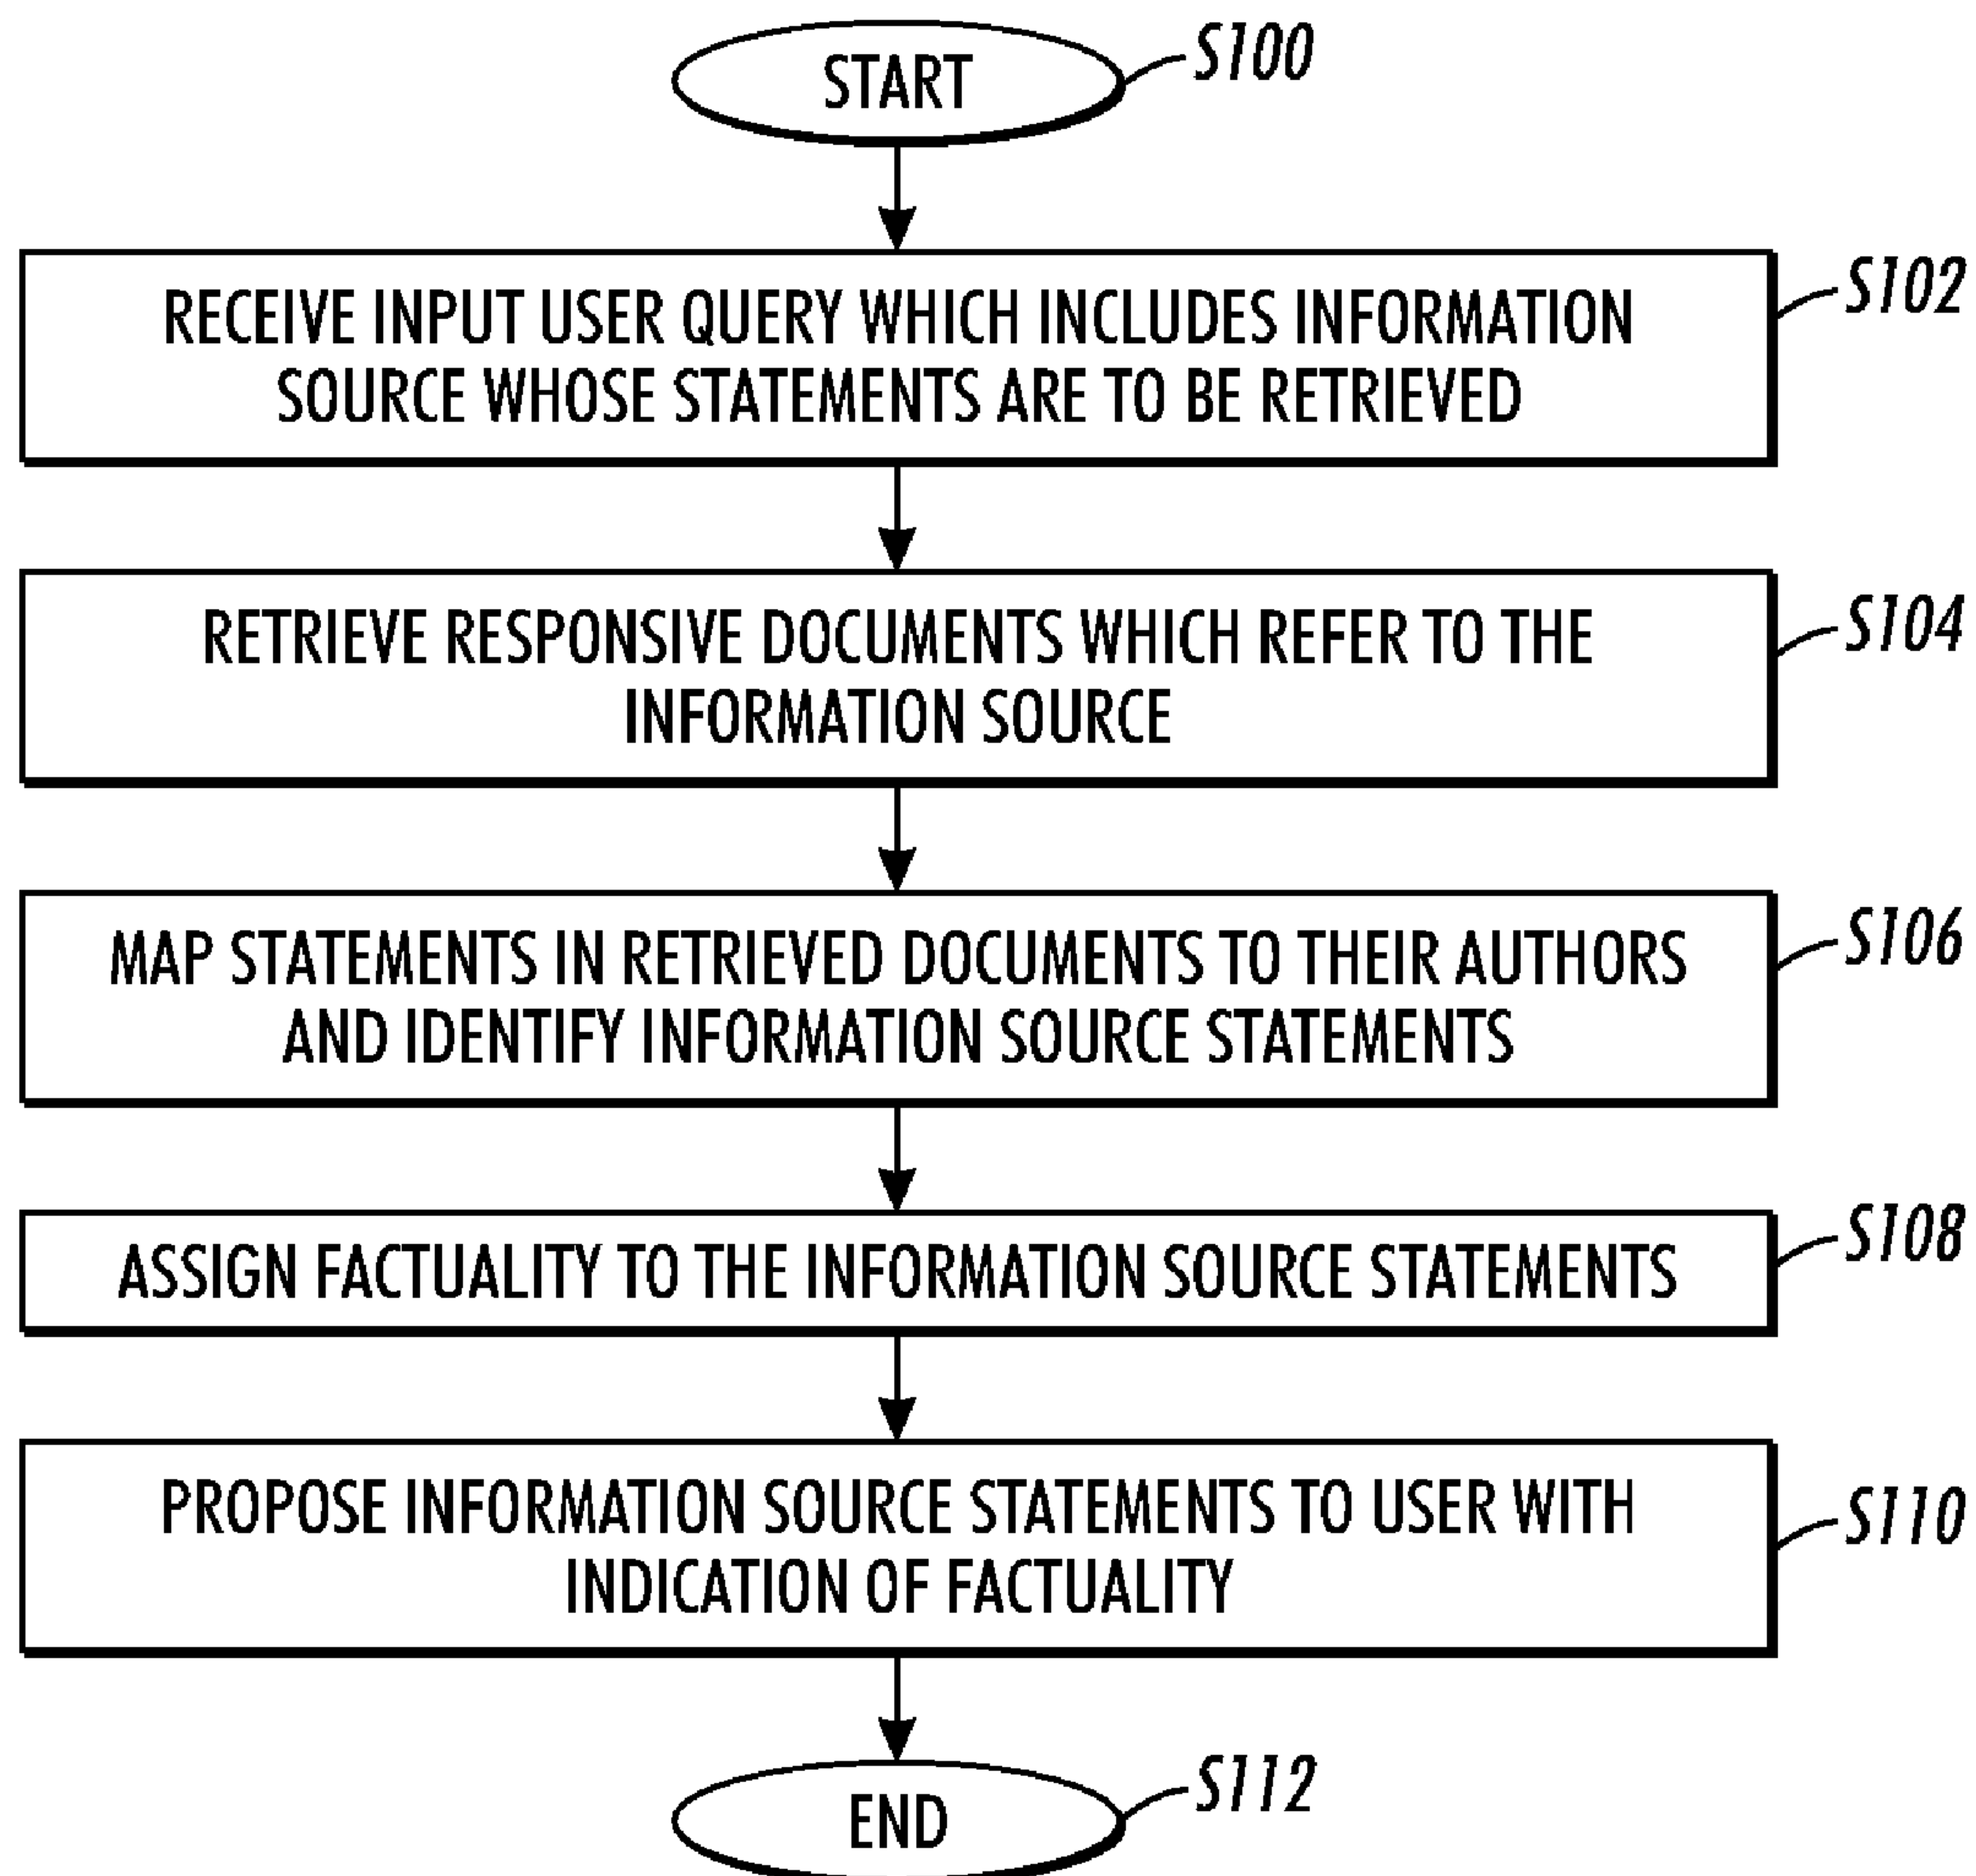 START
S100
RECEIVE INPUT USER QUERY WHICH INCLUDES INFORMATION
SOURCE WHOSE STATEMENTS ARE TO BE RETRIEVED
S102
RETRIEVE RESPONSIVE DOCUMENTS WHICH REFER TO THE
INFORMATION SOURCE
S104
MAP STATEMENTS IN RETRIEVED DOCUMENTS TO THEIR AUTHORS
AND IDENTIFY INFORMATION SOURCE STATEMENTS
S106
ASSIGN FACTUALITY TO THE INFORMATION SOURCE STATEMENTS
S108
PROPOSE INFORMATION SOURCE STATEMENTS TO USER WITH
INDICATION OF FACTUALITY
S110
END
S112